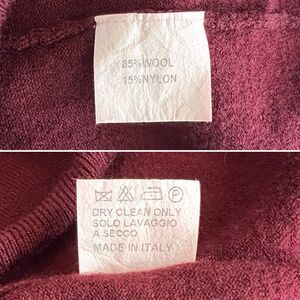 85%WOOL
15%NYLON
P
DRY CLEAN ONLY
SOLO LAVAGGIO
A SECCO
MADE IN ITALY